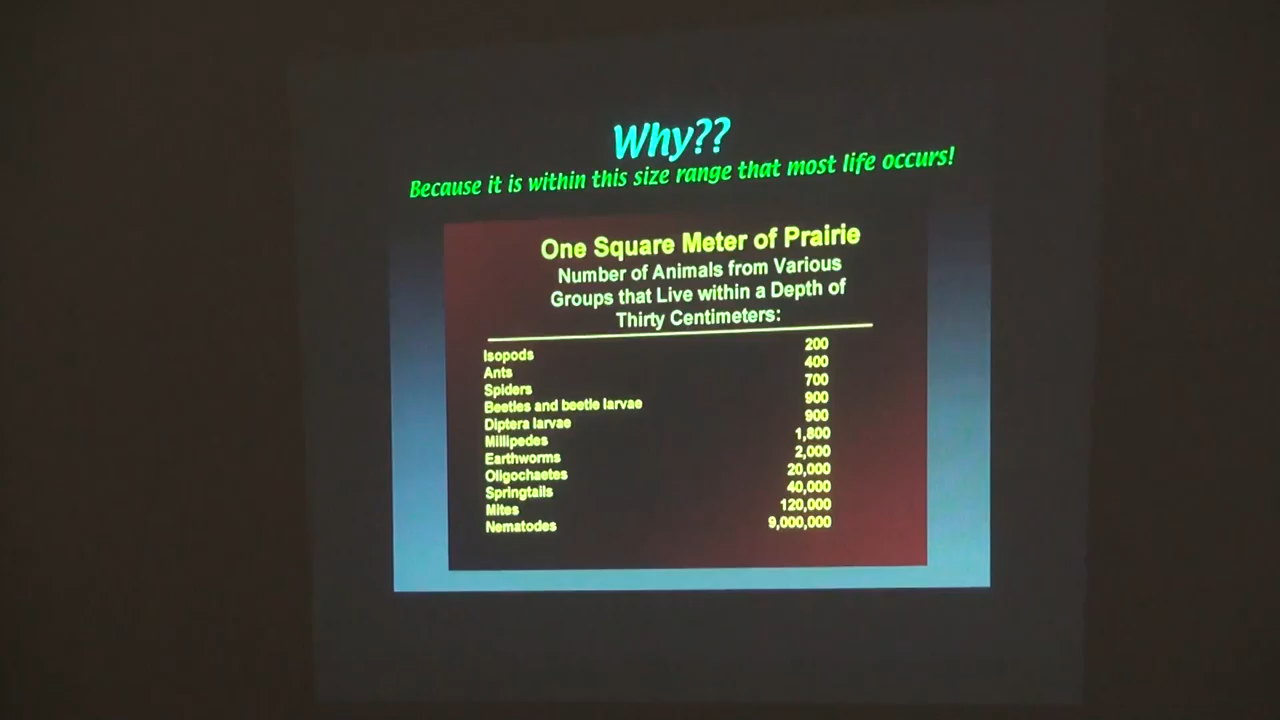 Why??
Because it is within this size range that most life occurs!
One Square Meter of Prairie
Number of Animals from Various
Groups that Live within a Depth of
Thirty Centimeters:
Isopods 200
Ants 400
Spiders 700
Beetles and beetle larvae 900
Diptera larvae 900
Millipedes 1,800
Earthworms 2,000
Oligochaetes 20,000
Springtails 40,000
Mites 120,000
Nematodes 9,000,000